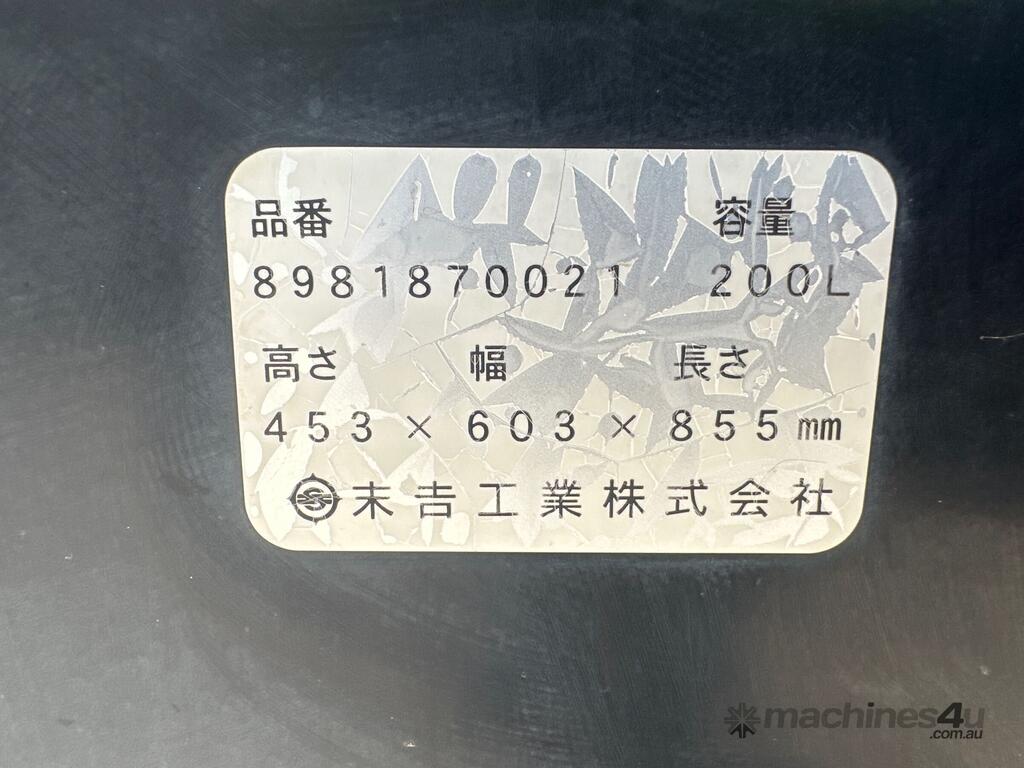 品番 容量
8981870021 200L
高さ 幅 長さ
453 × 603 × 855 mm
末吉工業株式会社
machines4u
.com.au